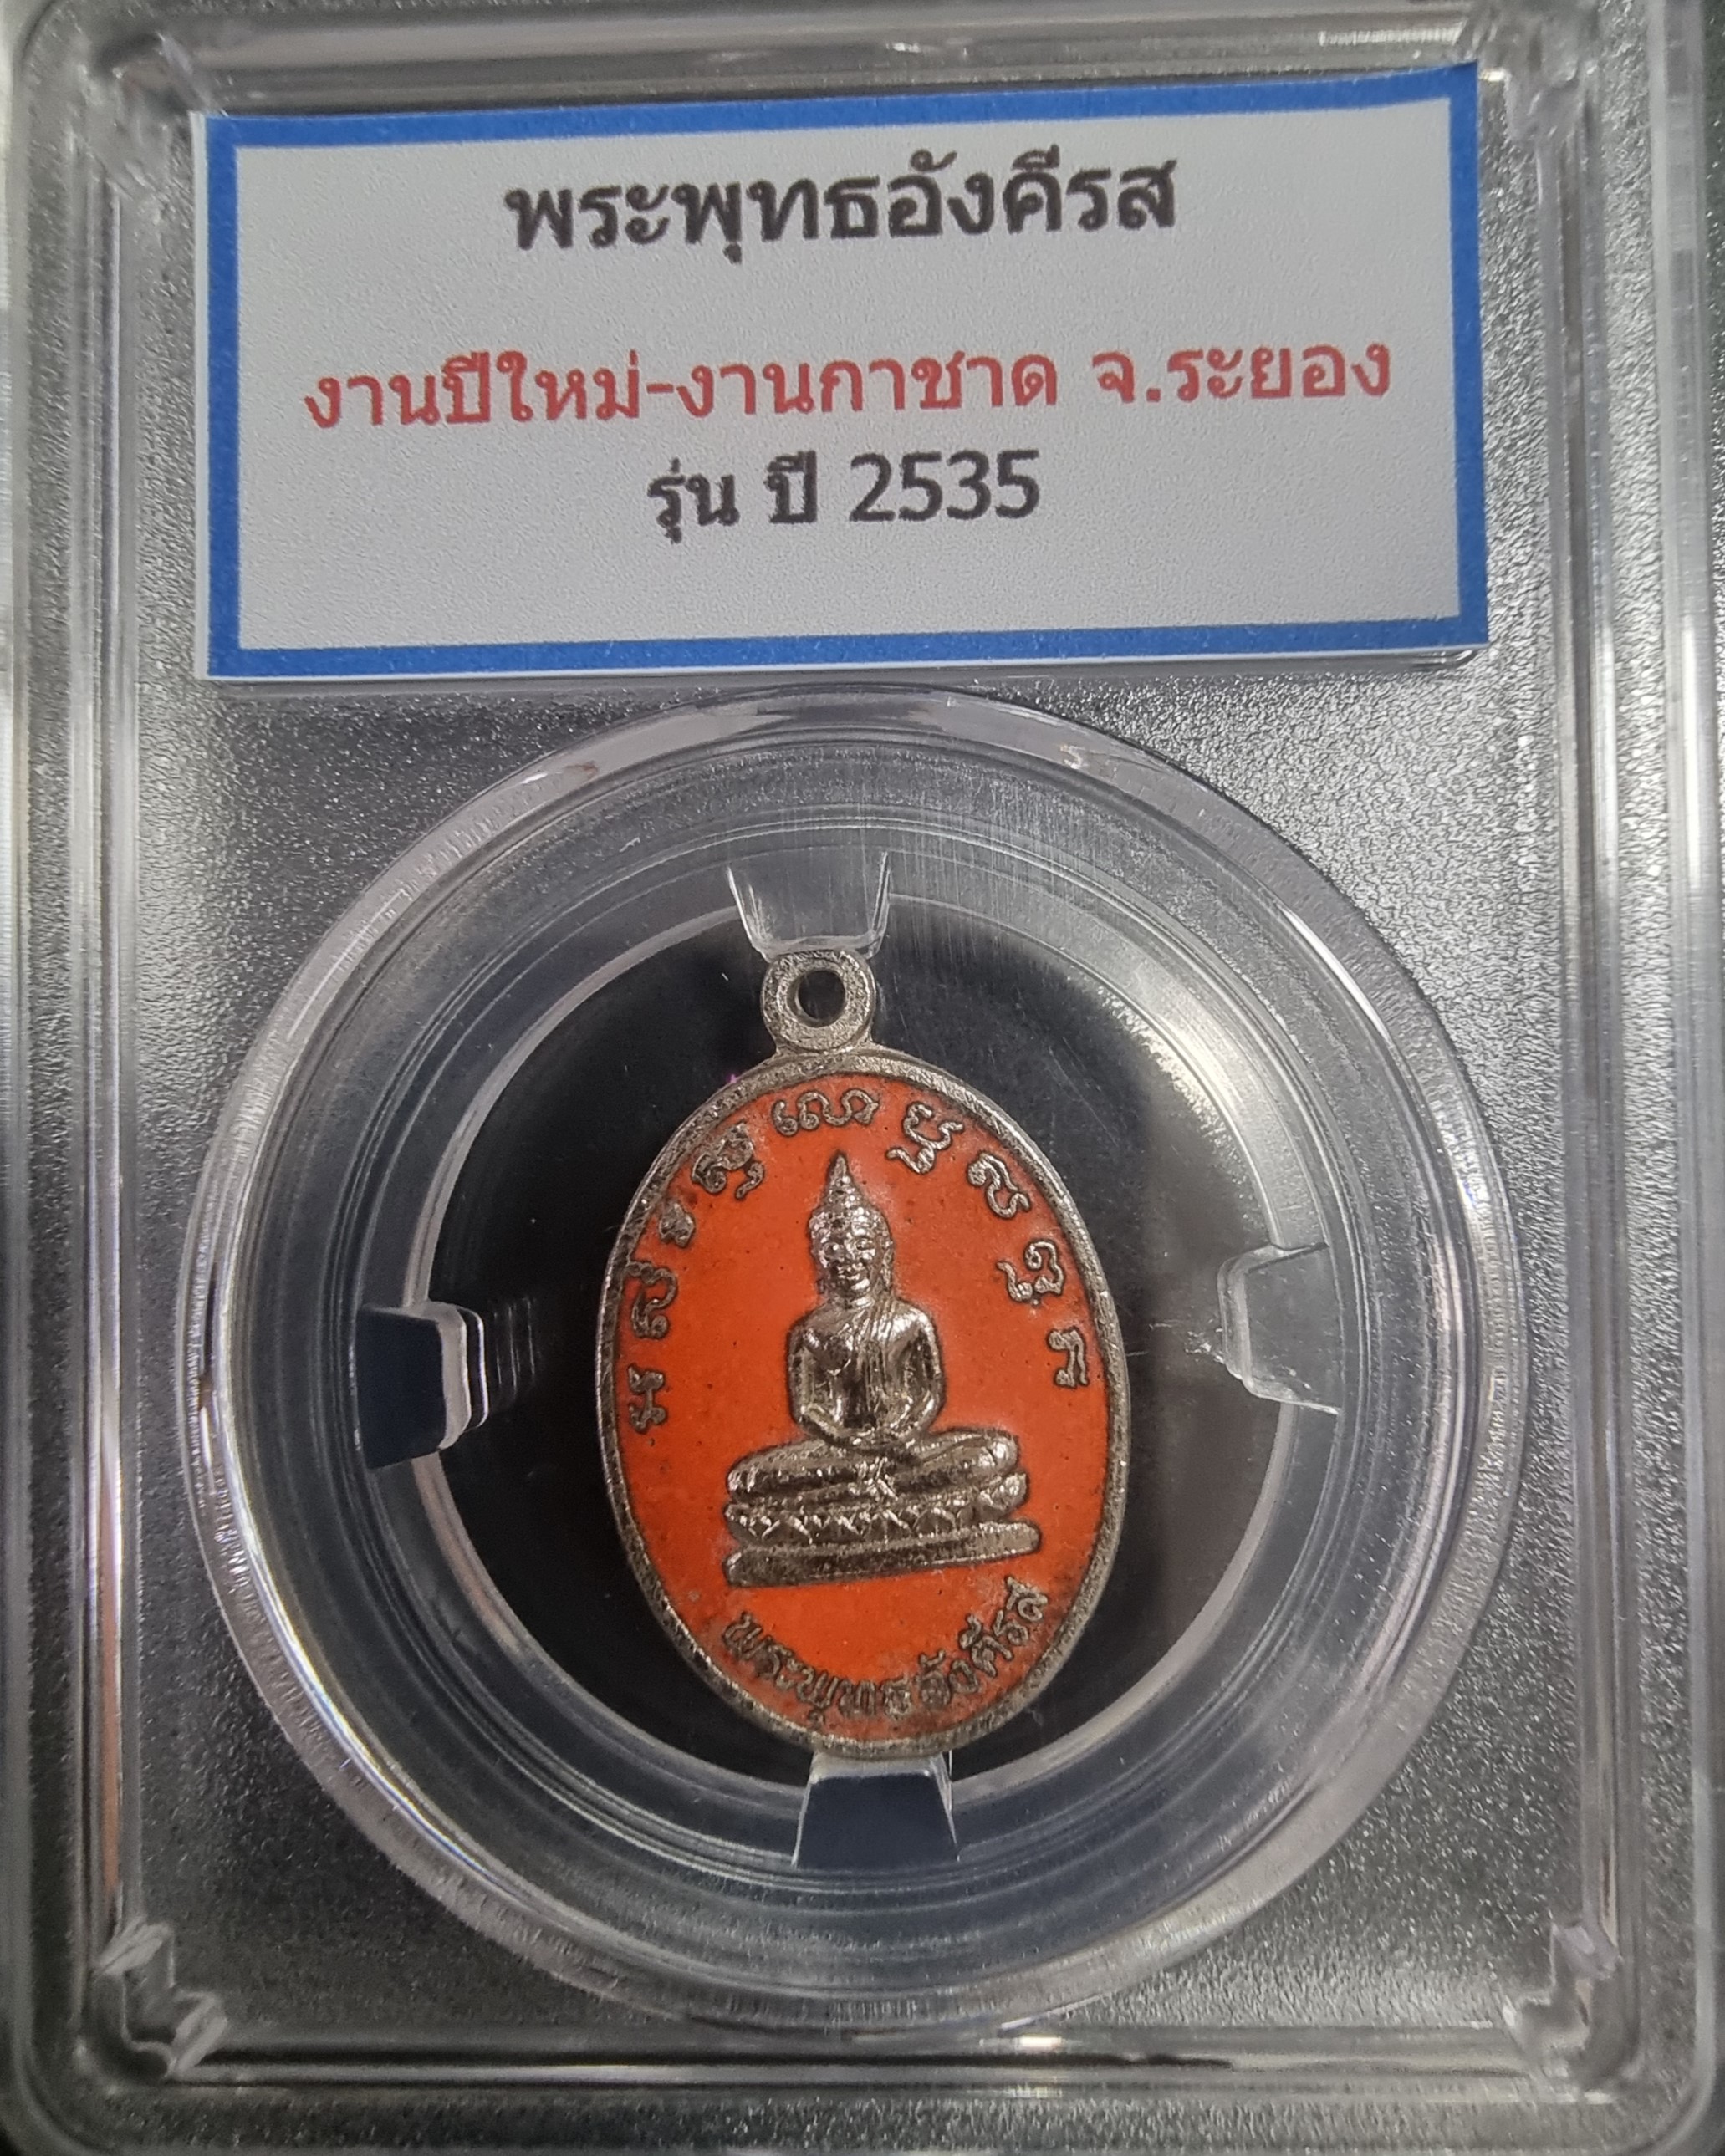 พระพุทธอังคีรส
งานปีใหม่-งานกาชาด จ.ระยอง
รุ่น ปี 2535
พระพุทธอังคีรส